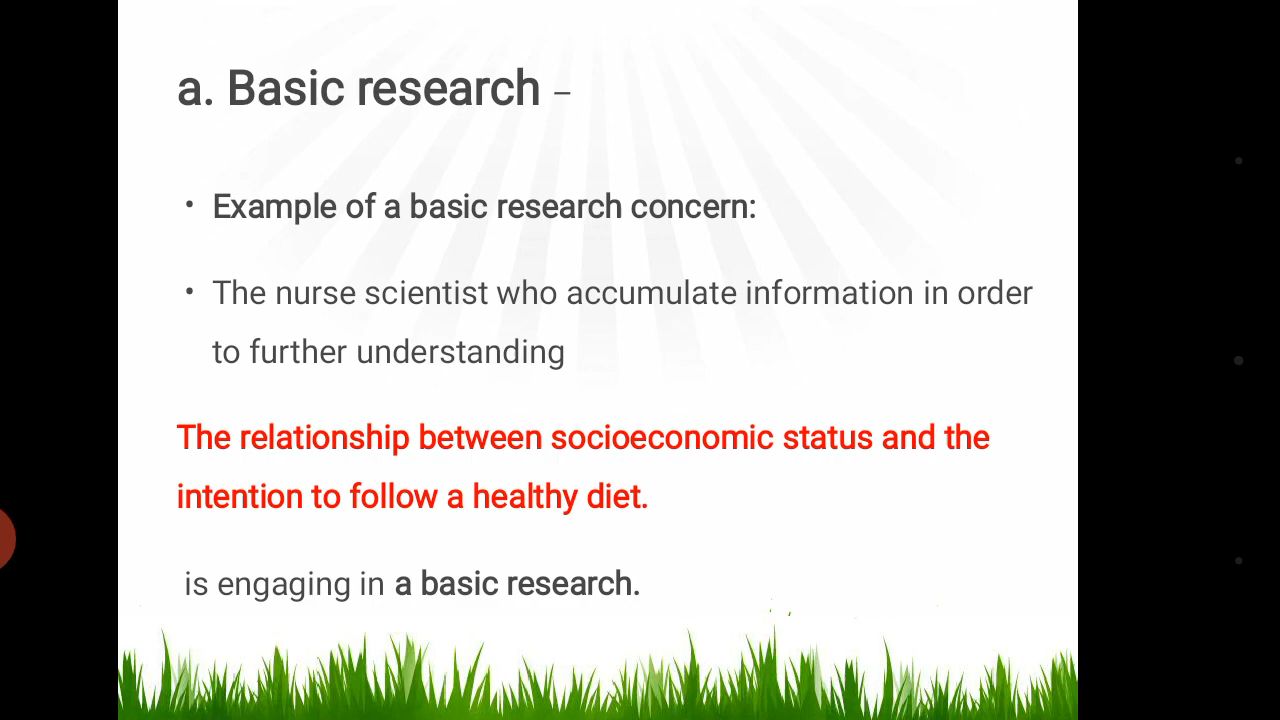 a. Basic research –
• Example of a basic research concern:
• The nurse scientist who accumulate information in order
to further understanding
The relationship between socioeconomic status and the
intention to follow a healthy diet.
is engaging in a basic research.